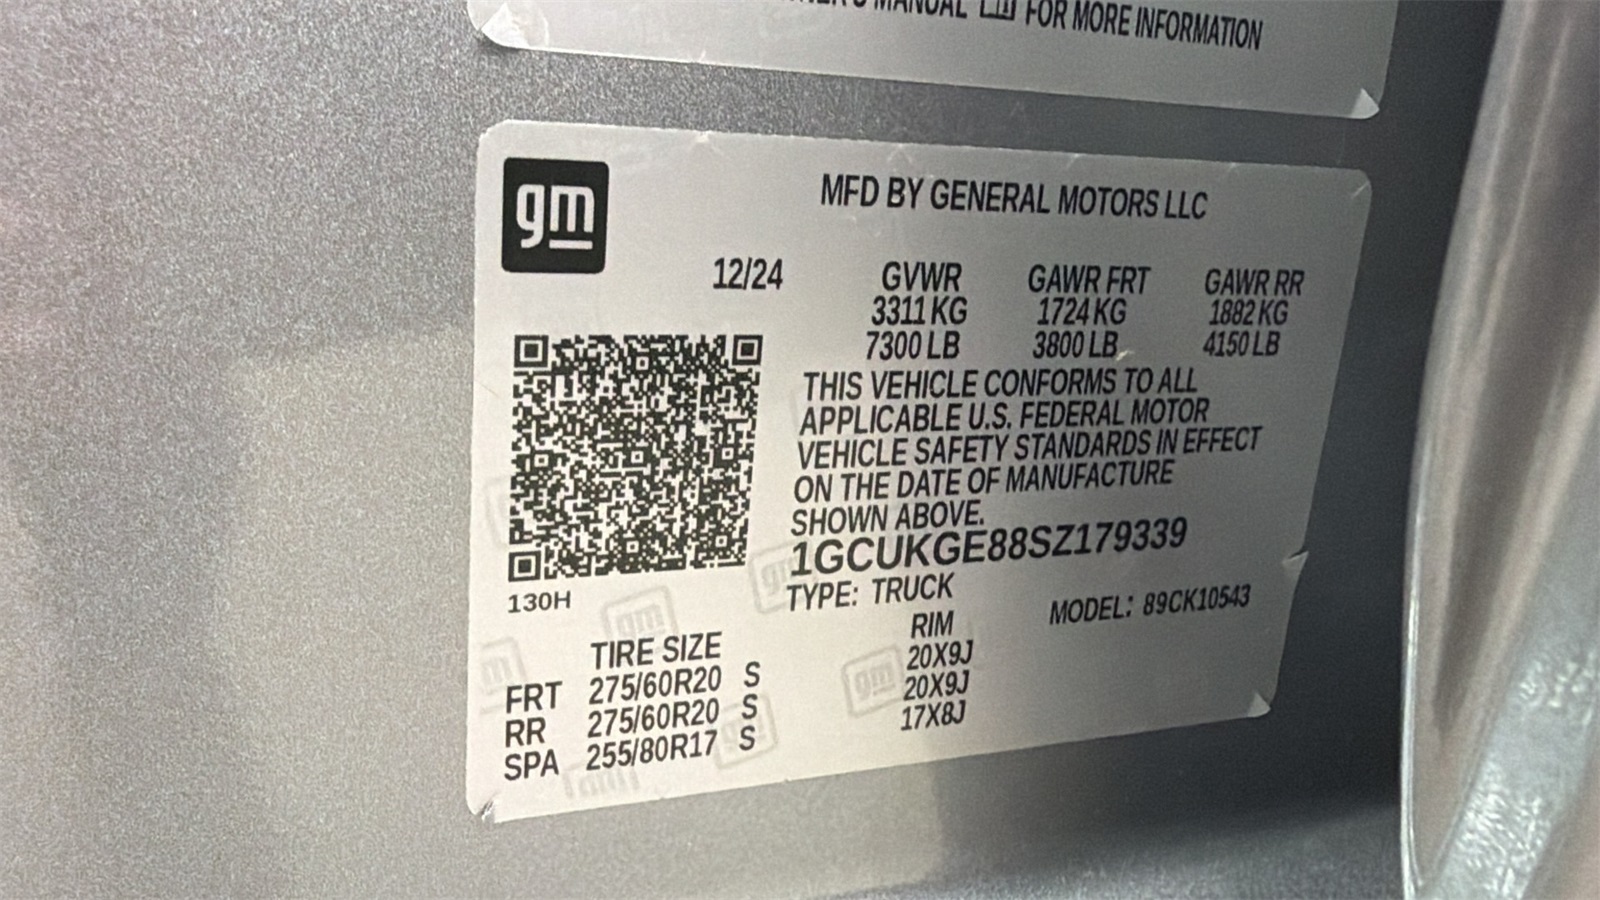 MANUAL FOR MORE INFORMATION
gm
MFD BY GENERAL MOTORS LLC
12/24 GVWR GAWR FRT GAWR RR
3311 KG 1724 KG 1882 KG
7300 LB 3800 LB 4150 LB
THIS VEHICLE CONFORMS TO ALL
APPLICABLE U.S. FEDERAL MOTOR
VEHICLE SAFETY STANDARDS IN EFFECT
ON THE DATE OF MANUFACTURE
SHOWN ABOVE.
1GCUKGE88SZ179339
130H
TYPE: TRUCK MODEL: 89CK10543
TIRE SIZE RIM
FRT 275/60R20 S 20X9J
RR 275/60R20 S 20X9J
SPA 255/80R17 S 17X8J